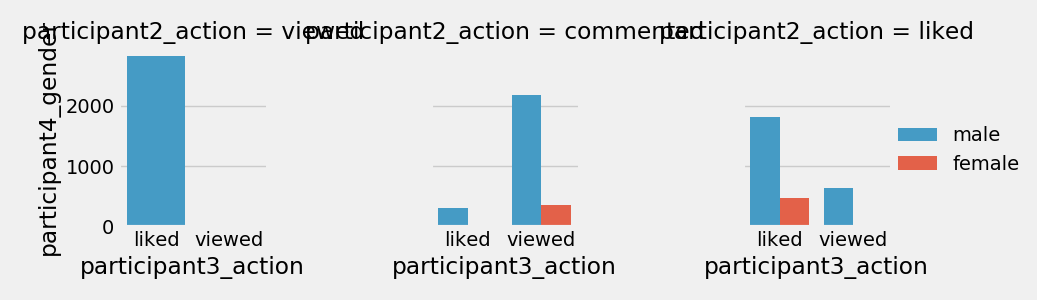 participant2_action = viewed
participant2_action = commented
participant2_action = liked
participant4_gender
2000
1000
0
liked viewed
liked viewed
liked viewed
participant3_action
participant3_action
participant3_action
male
female